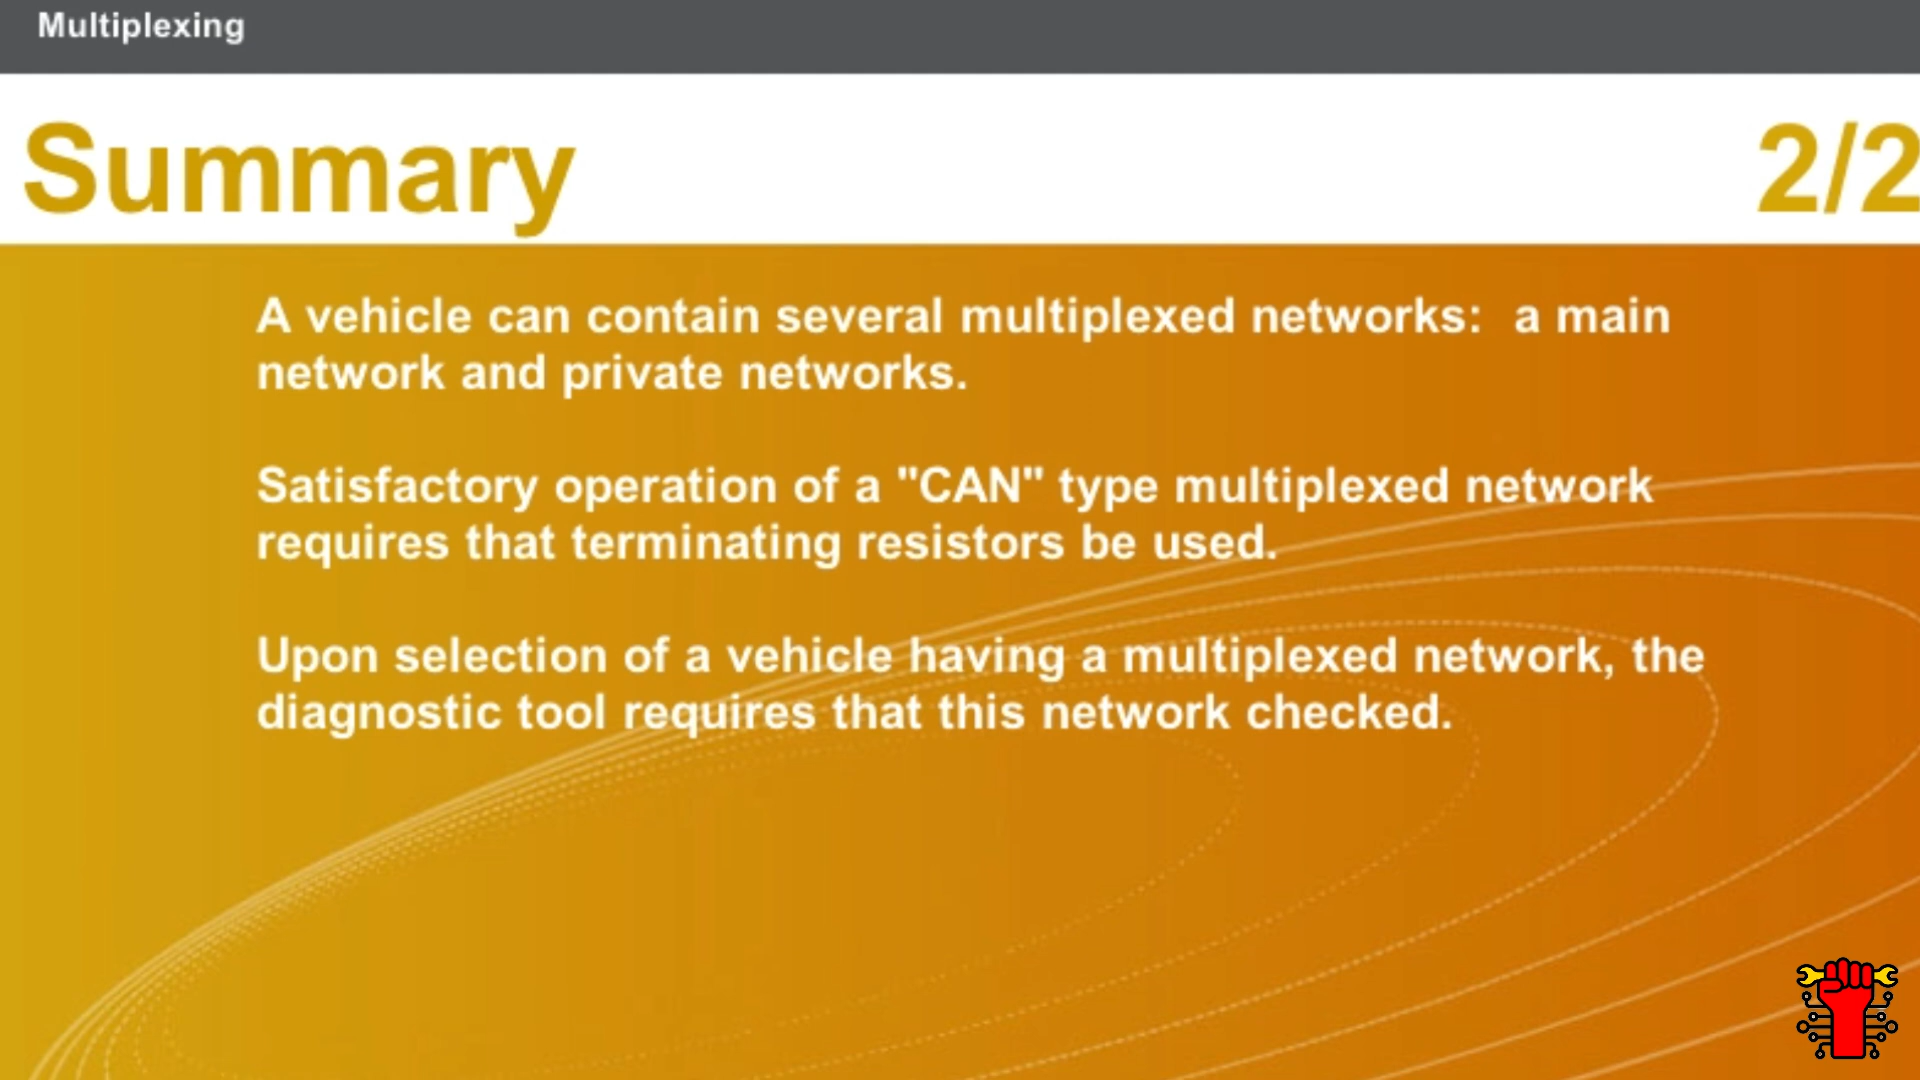 Multiplexing
Summary 2/2
A vehicle can contain several multiplexed networks:  a main
network and private networks.
Satisfactory operation of a "CAN" type multiplexed network
requires that terminating resistors be used.
Upon selection of a vehicle having a multiplexed network, the
diagnostic tool requires that this network checked.